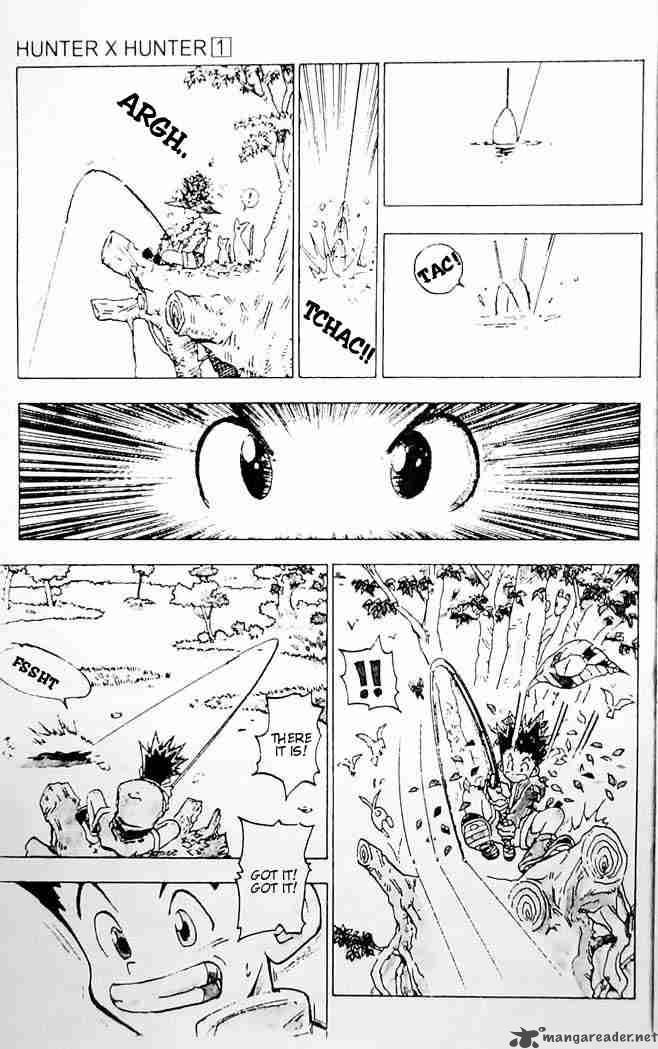 HUNTER X HUNTER 1
TAC!
TCHAC!!
ARGH..
!
!!
THERE
IT IS!
FSSHT
GOT IT!
GOT IT!
mangareader.net